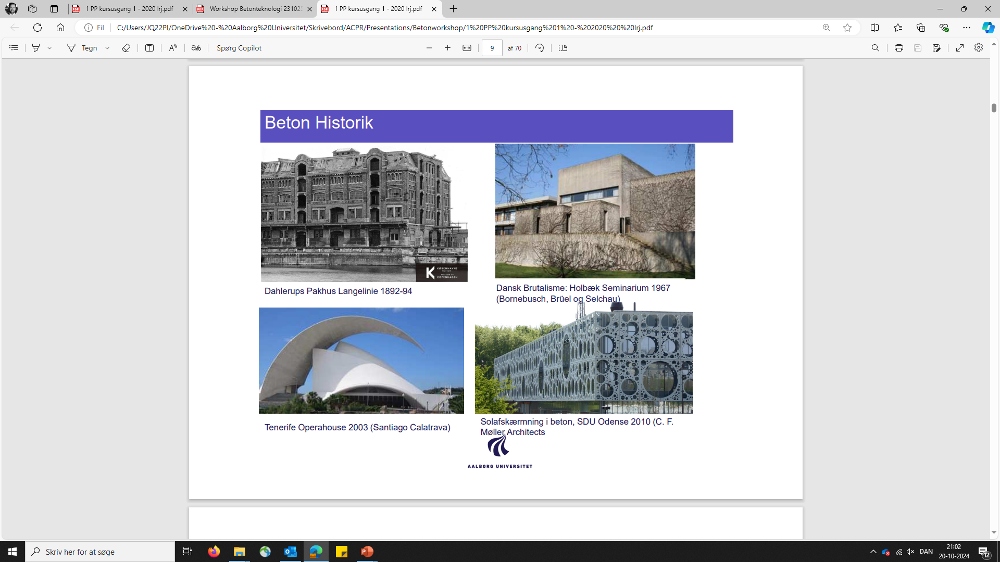 1 PP kursusgang 1 - 2020 lrj.pdf
Workshop Betonteknologi 231025
1 PP kursusgang 1 - 2020 lrj.pdf
Fil
C:/Users/JQ22PI/OneDrive%20-%20Aalborg%20Universitet/Skrivebord/ACPR/Presentations/Betonworkshop/1%20PP%20kursusgang%201%20-%202020%20%20lrj.pdf
Tegn
aあ
Spørg Copilot
9
af 70
Beton Historik
KØBENHAVNS
museum
museum of
COPENHAGEN
Dahlerups Pakhus Langelinie 1892-94
Dansk Brutalisme: Holbæk Seminarium 1967
(Bornebusch, Brüel og Selchau)
Tenerife Operahouse 2003 (Santiago Calatrava)
Solafskærmning i beton, SDU Odense 2010 (C. F.
Møller Architects
AALBORG UNIVERSITET
Skriv her for at søge
DAN
21:02
20-10-2024
12